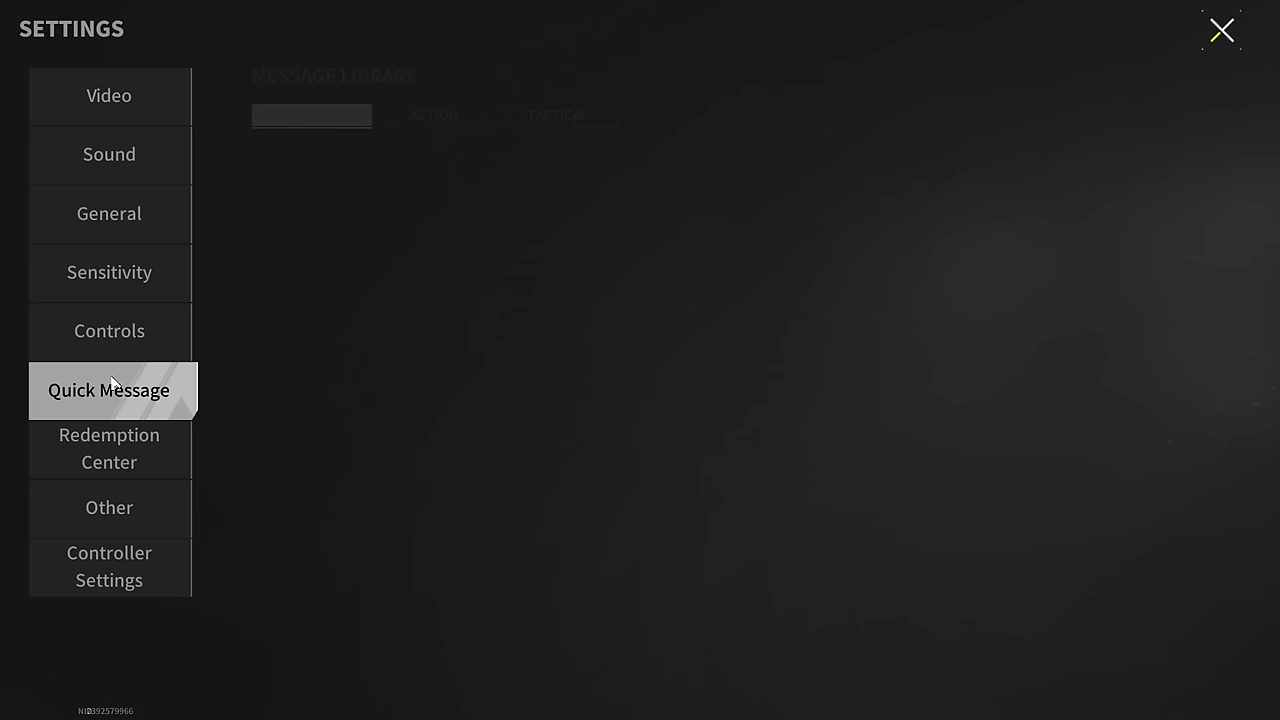 SETTINGS
Video
Sound
General
Sensitivity
Controls
Quick Message
Redemption
Center
Other
Controller
Settings
MESSAGE LIBRARY
ACTION
TACTICAL